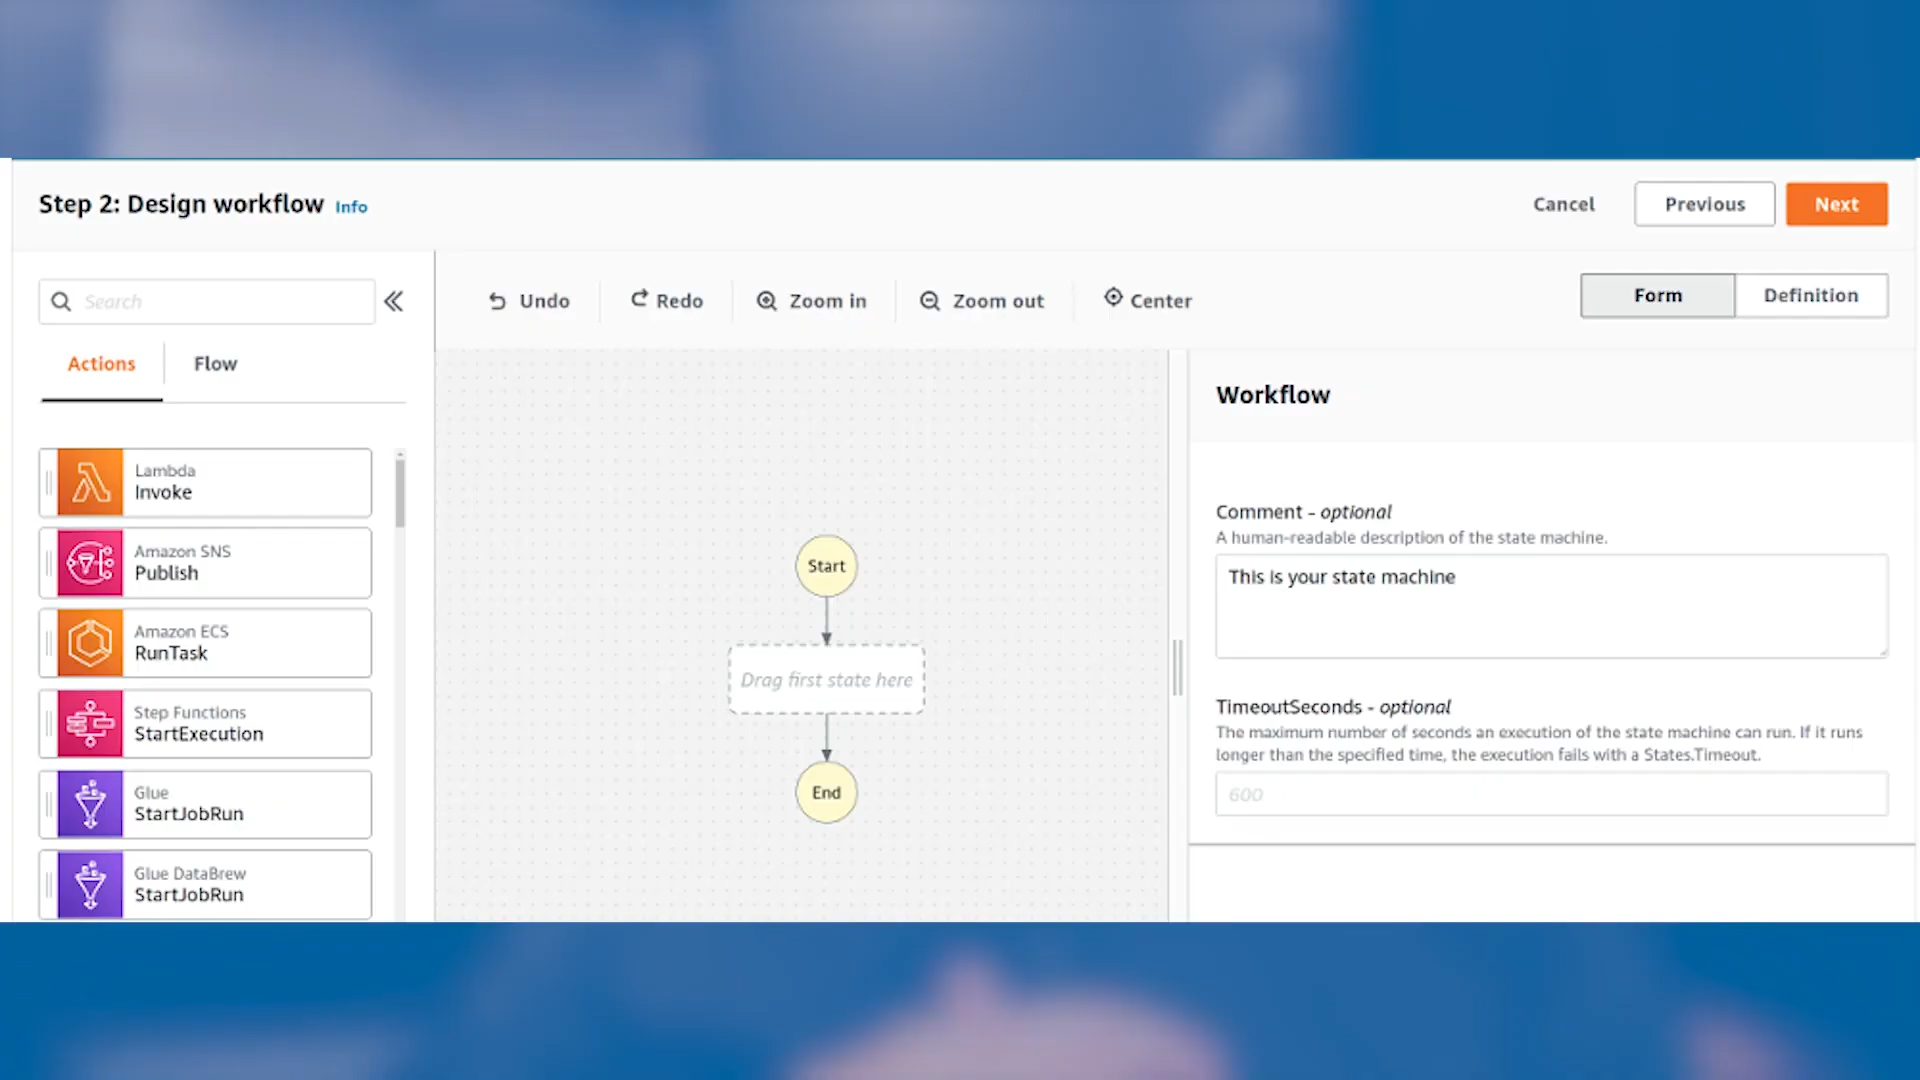 Step 2: Design workflow Info
Cancel
Previous
Next
Search
Actions
Flow
Undo
Redo
Zoom in
Zoom out
Center
Form
Definition
Lambda
Invoke
Amazon SNS
Publish
Amazon ECS
RunTask
Step Functions
StartExecution
Glue
StartJobRun
Glue DataBrew
StartJobRun
Start
Drag first state here
End
Workflow
Comment - optional
A human-readable description of the state machine.
This is your state machine
TimeoutSeconds - optional
The maximum number of seconds an execution of the state machine can run. If it runs
longer than the specified time, the execution fails with a States.Timeout.
600